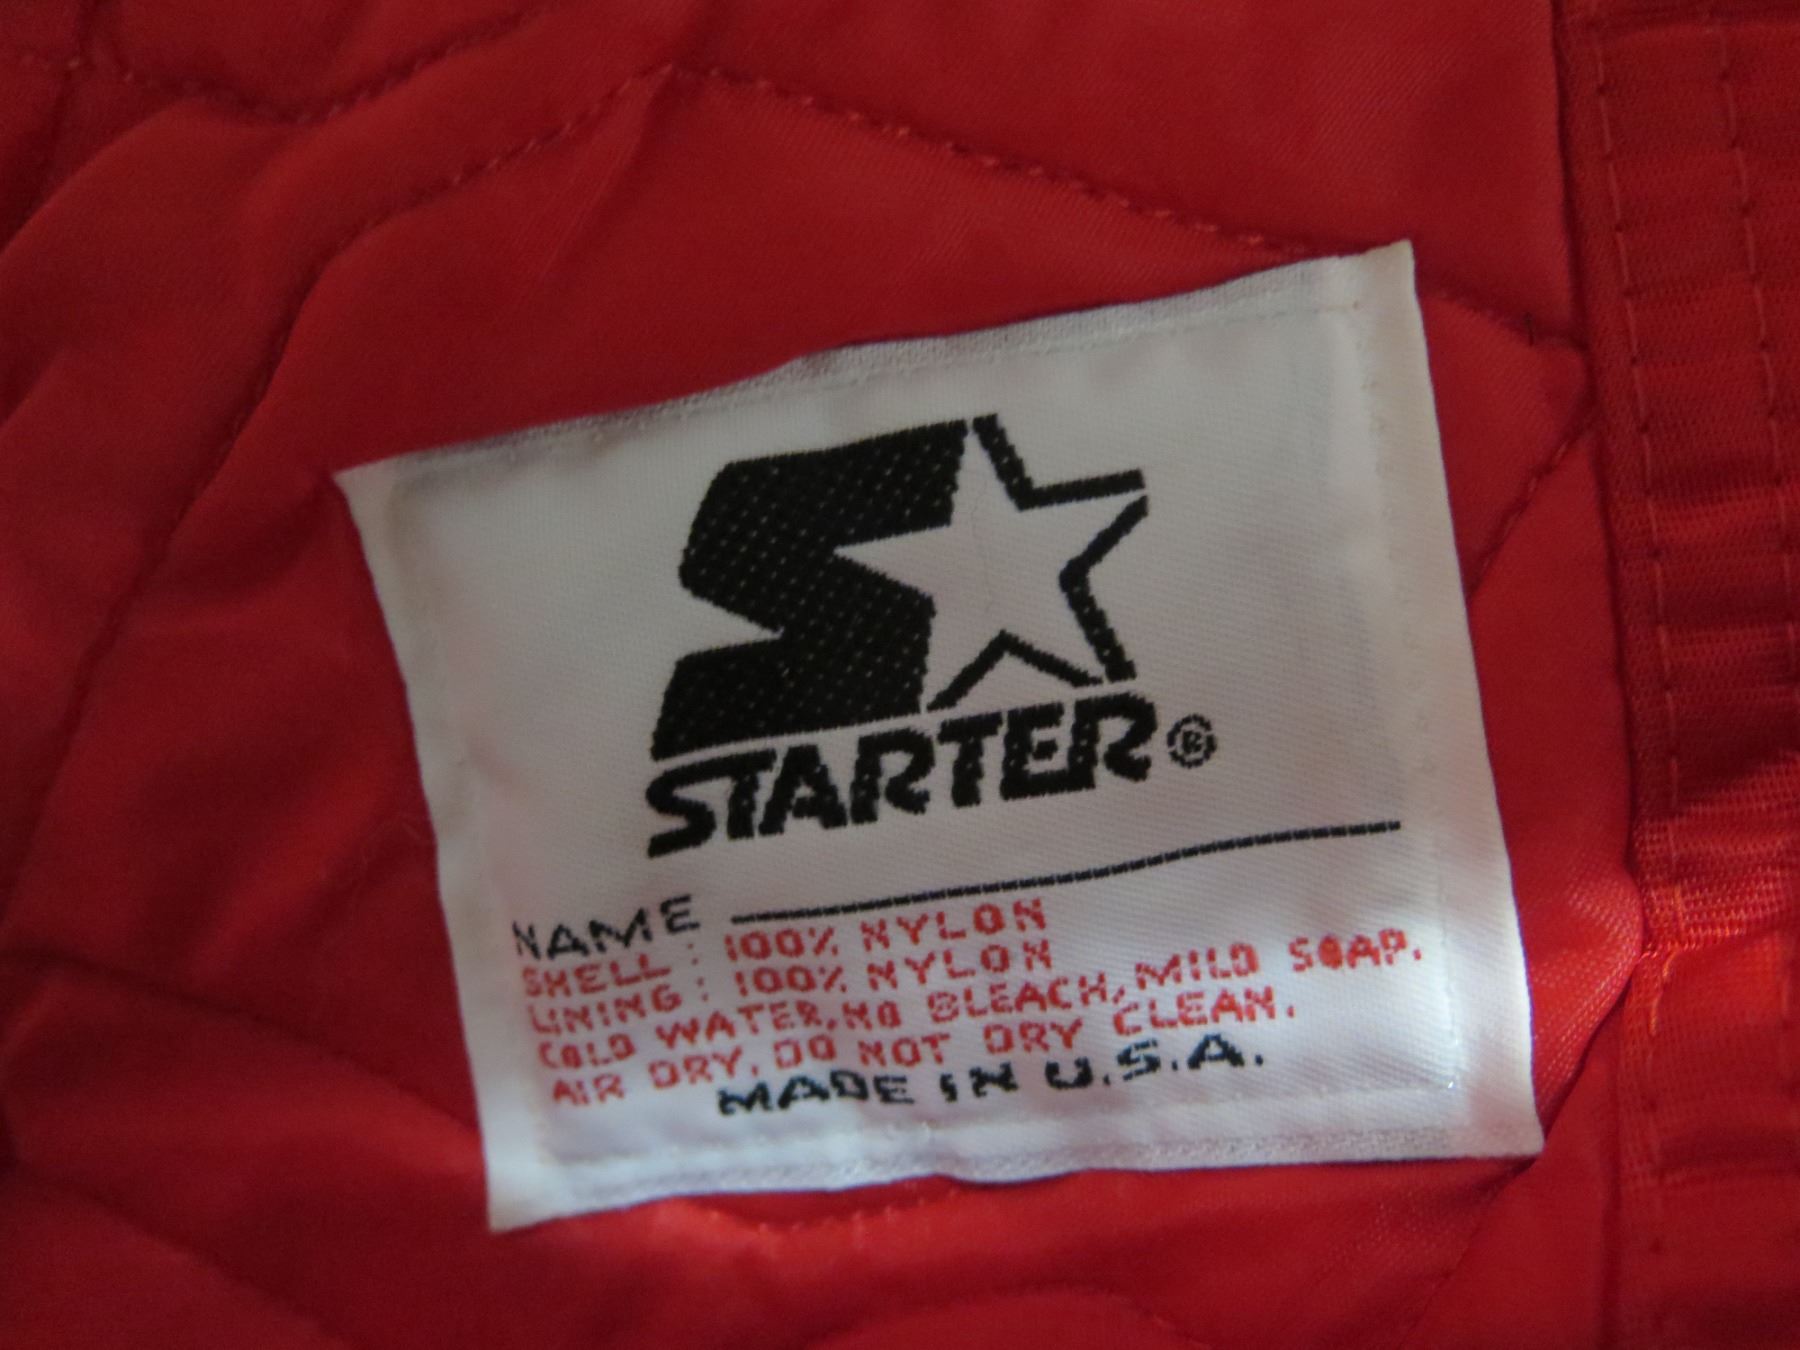 STARTER®
NAME
SHELL: 100% NYLON
LINING: 100% NYLON
COLD WATER, NO BLEACH, MILD SOAP.
AIR DRY, DO NOT DRY CLEAN.
MADE IN U.S.A.